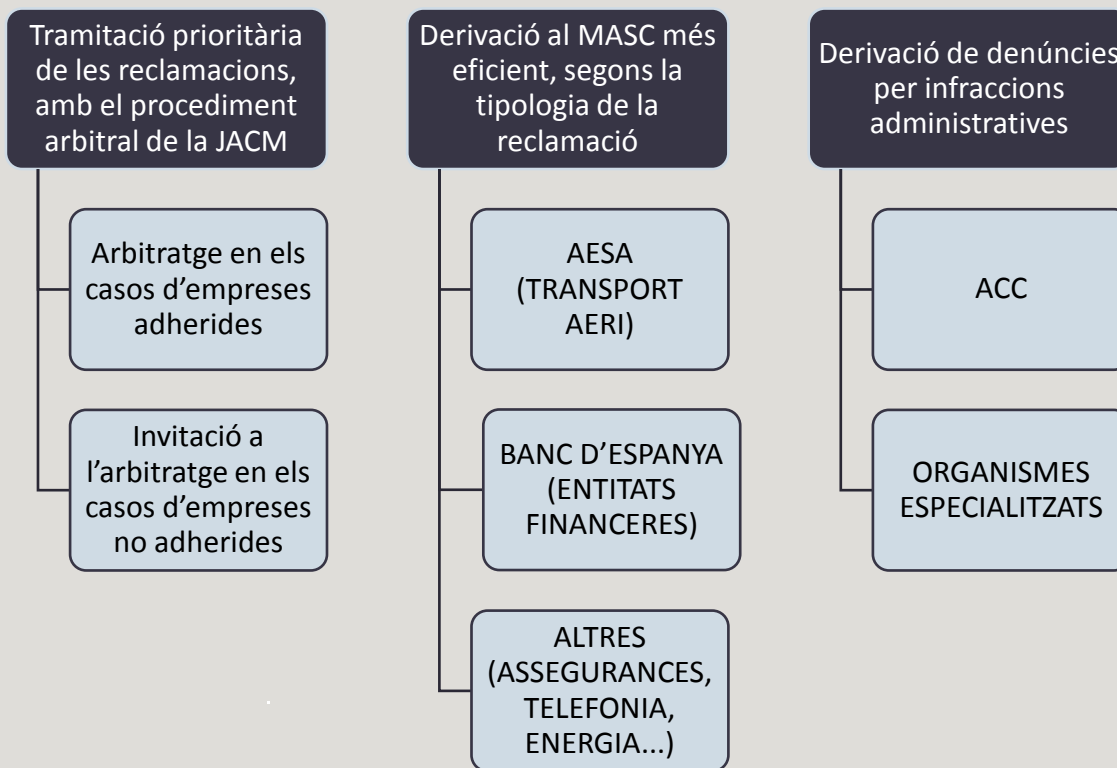 Tramitació prioritària
de les reclamacions,
amb el procediment
arbitral de la JACM
Arbitratge en els
casos d’empreses
adherides
Invitació a
l’arbitratge en els
casos d’empreses
no adherides
Derivació al MASC més
eficient, segons la
tipologia de la
reclamació
AESA
(TRANSPORT
AERI)
BANC D’ESPANYA
(ENTITATS
FINANCERES)
ALTRES
(ASSEGURANCES,
TELEFONIA,
ENERGIA...)
Derivació de denúncies
per infraccions
administratives
ACC
ORGANISMES
ESPECIALITZATS